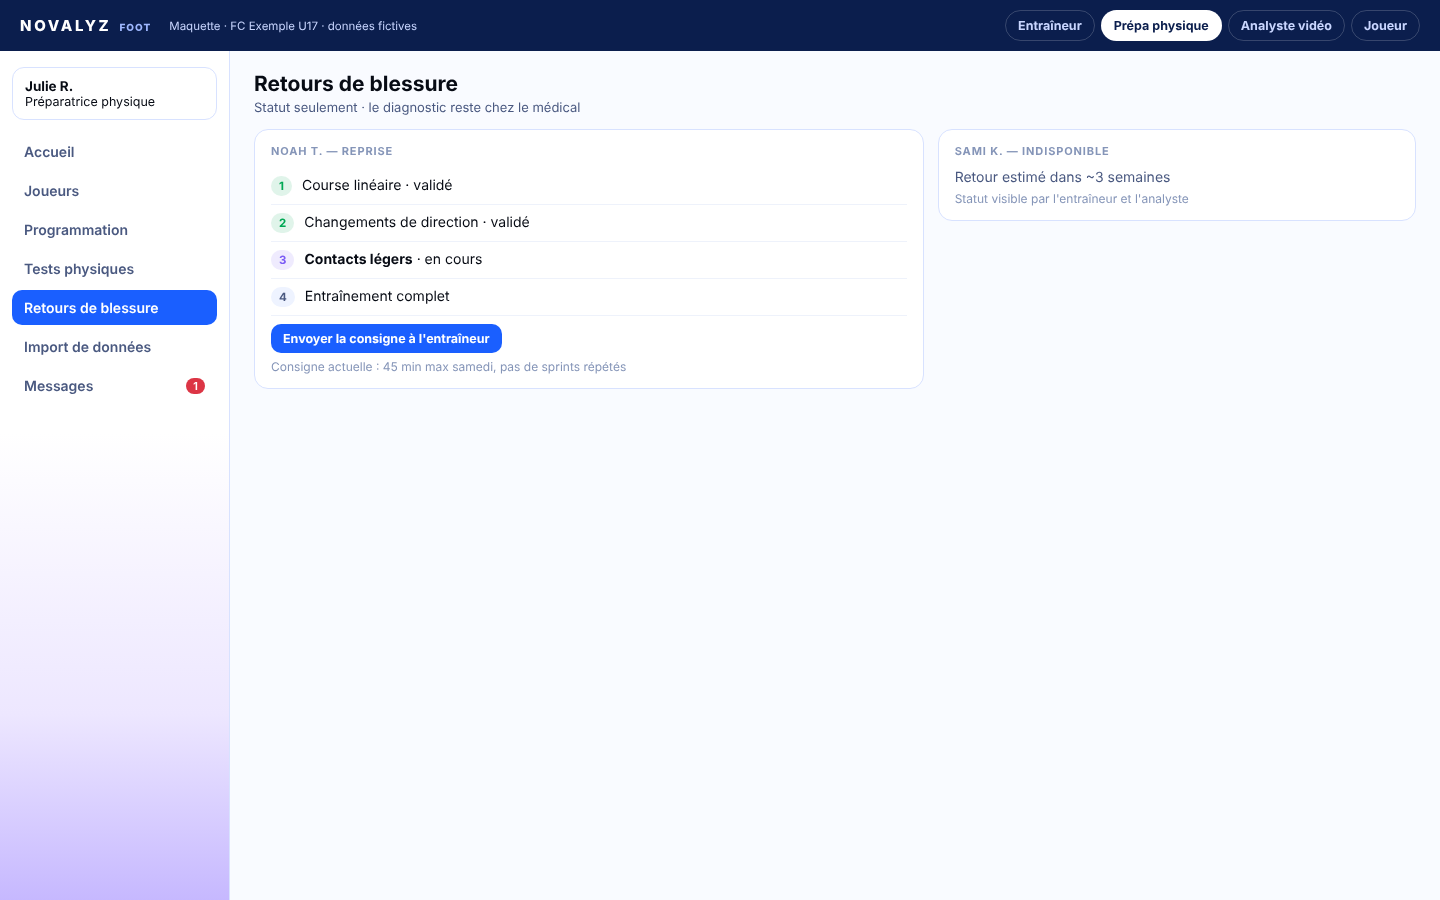 NOVALYZ FOOT Maquette · FC Exemple U17 · données fictives
Entraîneur
Prépa physique
Analyste vidéo
Joueur
Julie R.
Préparatrice physique
Accueil
Joueurs
Programmation
Tests physiques
Retours de blessure
Import de données
Messages 1
Retours de blessure
Statut seulement · le diagnostic reste chez le médical
NOAH T. — REPRISE
1 Course linéaire · validé
2 Changements de direction · validé
3 Contacts légers · en cours
4 Entraînement complet
Envoyer la consigne à l'entraîneur
Consigne actuelle : 45 min max samedi, pas de sprints répétés
SAMI K. — INDISPONIBLE
Retour estimé dans ~3 semaines
Statut visible par l'entraîneur et l'analyste